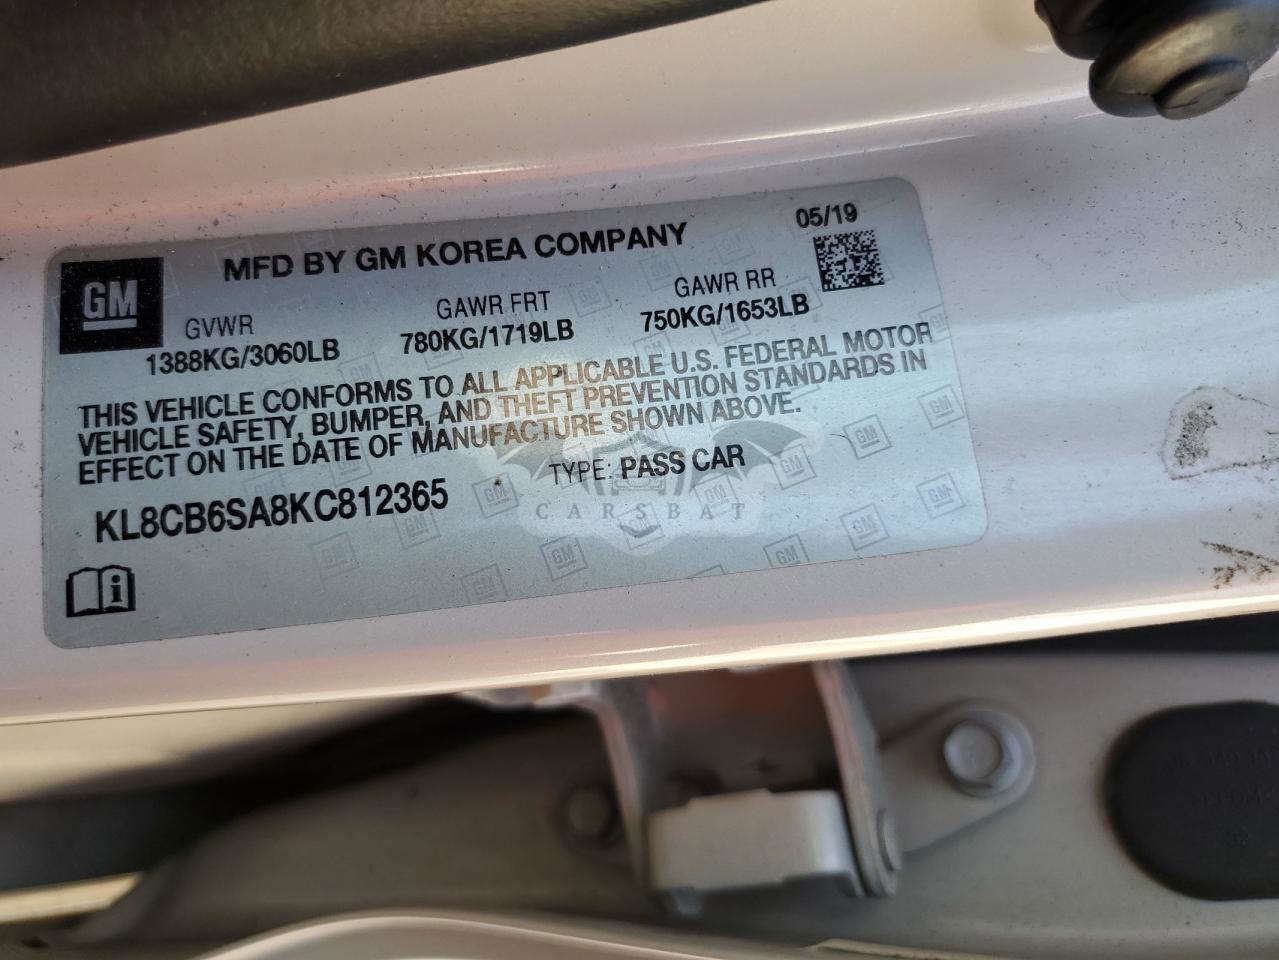 MFD BY GM KOREA COMPANY
05/19
GM
GVWR
GAWR FRT
GAWR RR
1388KG/3060LB
780KG/1719LB
750KG/1653LB
THIS VEHICLE CONFORMS TO ALL APPLICABLE U.S. FEDERAL MOTOR
VEHICLE SAFETY, BUMPER, AND THEFT PREVENTION STANDARDS IN
EFFECT ON THE DATE OF MANUFACTURE SHOWN ABOVE.
KL8CB6SA8KC812365
TYPE: PASS CAR
CARSBAT